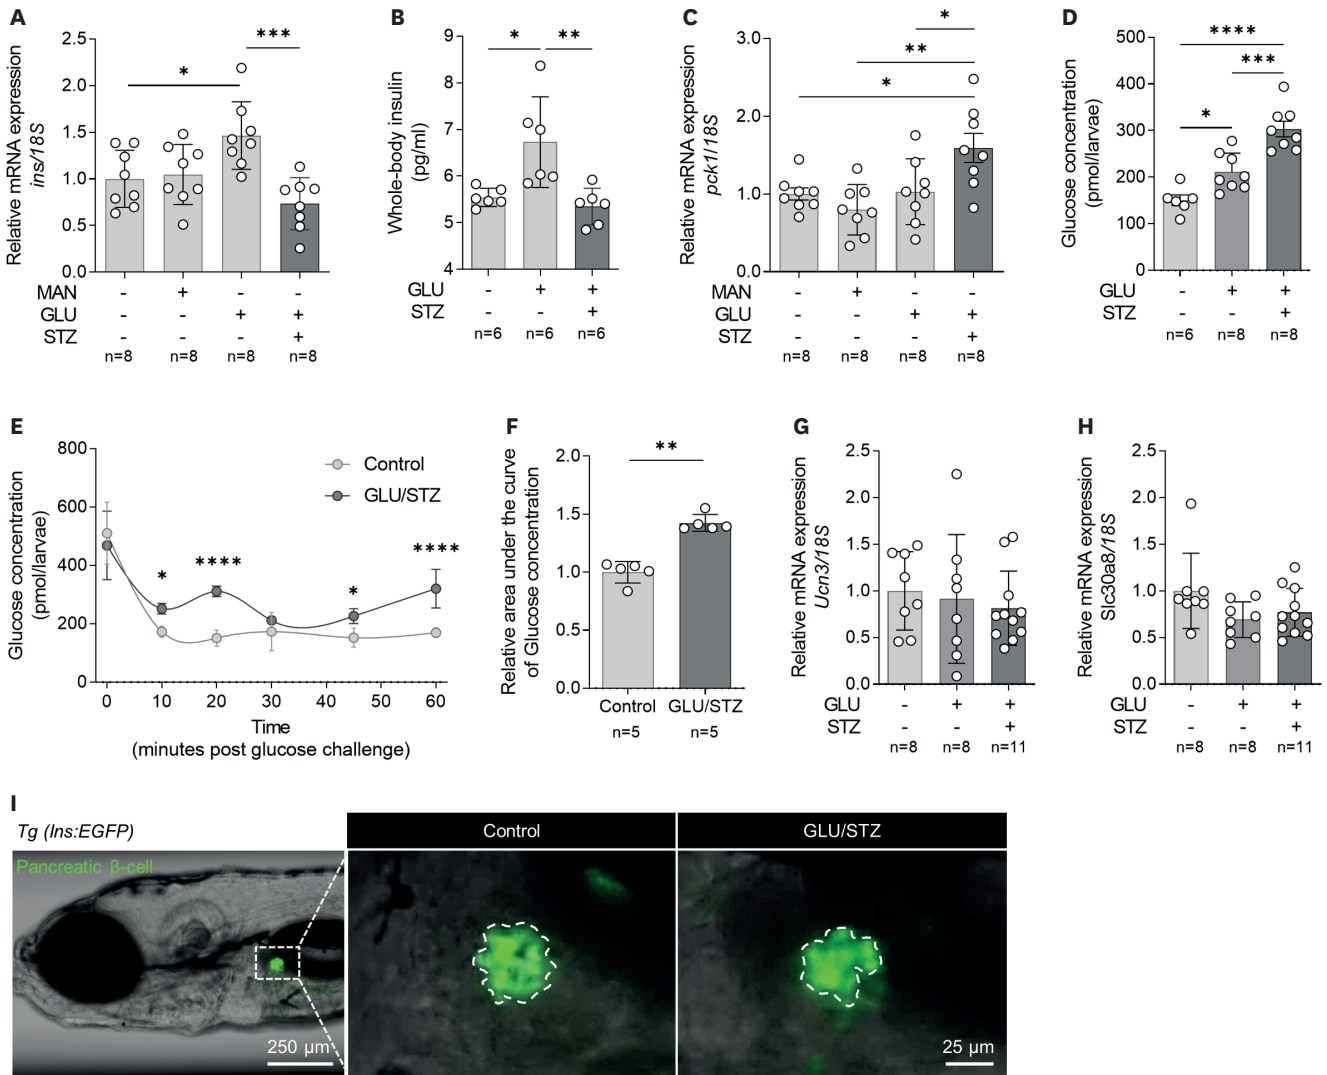 A
Relative mRNA expression
ins/18S
2.5
2.0
1.5
1.0
0.5
0.0
*
***
MAN - + - -
GLU - - + +
STZ - - - +
n=8 n=8 n=8 n=8
B
Whole-body insulin
(pg/ml)
9
8
7
6
5
4
* **
GLU - + +
STZ - - +
n=6 n=6 n=6
C
Relative mRNA expression
pck1/18S
3.0
2.0
1.0
0.0
*
**
*
MAN - + - -
GLU - - + +
STZ - - - +
n=8 n=8 n=8 n=8
D
Glucose concentration
(pmol/larvae)
500
400
300
200
100
0
****
***
*
GLU - + +
STZ - - +
n=6 n=8 n=8
E
Glucose concentration
(pmol/larvae)
800
600
400
200
0
Control
GLU/STZ
* **** * ****
0 10 20 30 40 50 60
Time
(minutes post glucose challenge)
F
Relative area under the curve
of Glucose concentration
2.0
1.5
1.0
0.5
0.0
**
Control GLU/STZ
n=5 n=5
G
Relative mRNA expression
Ucn3/18S
2.5
2.0
1.5
1.0
0.5
0.0
GLU - + +
STZ - - +
n=8 n=8 n=11
H
Relative mRNA expression
Slc30a8/18S
2.5
2.0
1.5
1.0
0.5
0.0
GLU - + +
STZ - - +
n=8 n=8 n=11
I
Tg (Ins:EGFP)
Pancreatic β-cell
250 µm
Control
GLU/STZ
25 µm